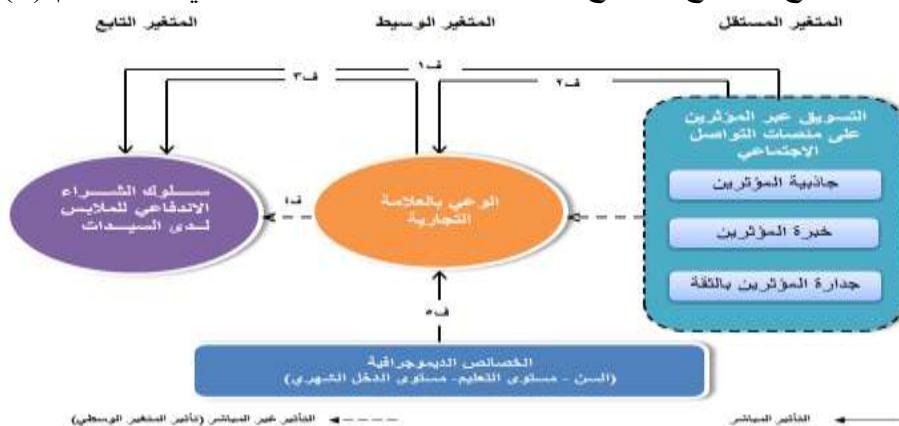 المتغير المستقل
المتغير الوسيط
المتغير التابع
ف١
ف٢
ف٣
التسويق عبر المؤثرين
على منصات التواصل
الاجتماعي
جاذبية المؤثرين
خبرة المؤثرين
جدارة المؤثرين بالثقة
الوعي بالعلامة
التجارية
سلوك الشراء
الاندفاعي للملابس
لدى السيدات
ف٥
الخصائص الديموجرافية
(السن - مستوى التعليم- مستوى الدخل الشهري)
التأثير المباشر
التأثير غير المباشر (تأثير المتغير الوسطي)